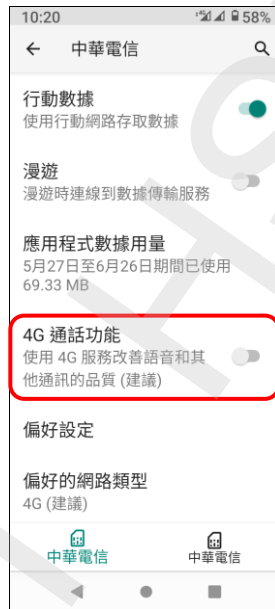 10:20
4G
58%
中華電信
行動數據
使用行動網路存取數據
漫遊
漫遊時連線到數據傳輸服務
應用程式數據用量
5月27日至6月26日期間已使用
69.33 MB
4G 通話功能
使用 4G 服務改善語音和其
他通訊的品質 (建議)
偏好設定
偏好的網路類型
4G (建議)
中華電信
中華電信